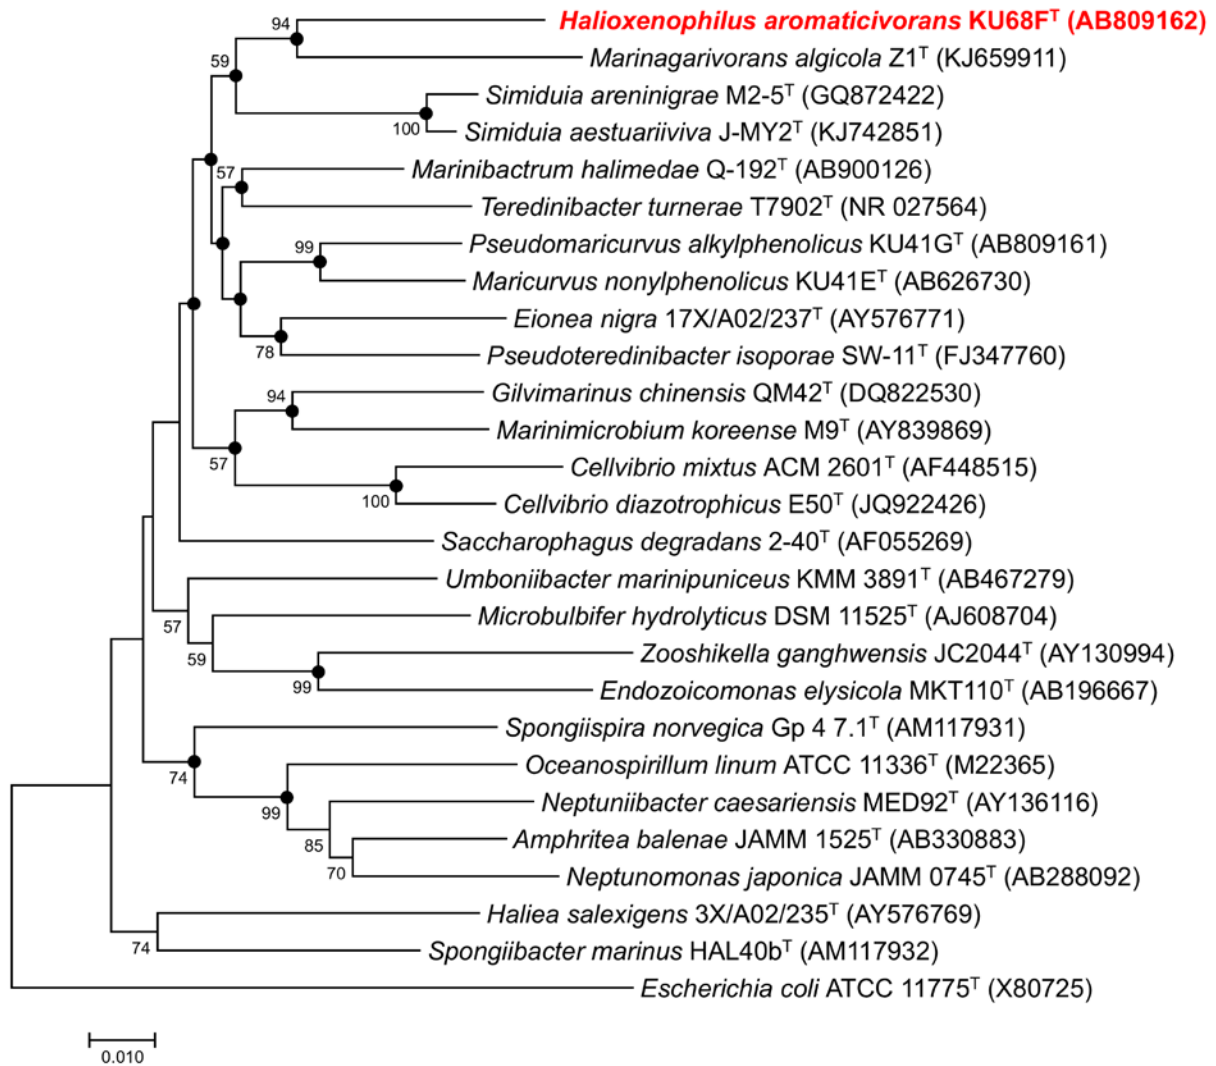 94
Halioxenophilus aromaticivorans KU68Fᵀ (AB809162)
Marinagarivorans algicola Z1ᵀ (KJ659911)
59
Simiduia areninigrae M2-5ᵀ (GQ872422)
100
Simiduia aestuariiviva J-MY2ᵀ (KJ742851)
57
Marinibactrum halimedae Q-192ᵀ (AB900126)
Teredinibacter turnerae T7902ᵀ (NR 027564)
99
Pseudomaricurvus alkylphenolicus KU41Gᵀ (AB809161)
Maricurvus nonylphenolicus KU41Eᵀ (AB626730)
Eionea nigra 17X/A02/237ᵀ (AY576771)
78
Pseudoteredinibacter isoporae SW-11ᵀ (FJ347760)
94
Gilvimarinus chinensis QM42ᵀ (DQ822530)
Marinimicrobium koreense M9ᵀ (AY839869)
57
Cellvibrio mixtus ACM 2601ᵀ (AF448515)
100
Cellvibrio diazotrophicus E50ᵀ (JQ922426)
Saccharophagus degradans 2-40ᵀ (AF055269)
Umboniibacter marinipuniceus KMM 3891ᵀ (AB467279)
57
Microbulbifer hydrolyticus DSM 11525ᵀ (AJ608704)
59
Zooshikella ganghwensis JC2044ᵀ (AY130994)
99
Endozoicomonas elysicola MKT110ᵀ (AB196667)
Spongiispira norvegica Gp 4 7.1ᵀ (AM117931)
74
Oceanospirillum linum ATCC 11336ᵀ (M22365)
99
Neptuniibacter caesariensis MED92ᵀ (AY136116)
85
Amphritea balenae JAMM 1525ᵀ (AB330883)
70
Neptunomonas japonica JAMM 0745ᵀ (AB288092)
Haliea salexigens 3X/A02/235ᵀ (AY576769)
74
Spongiibacter marinus HAL40bᵀ (AM117932)
Escherichia coli ATCC 11775ᵀ (X80725)
0.010